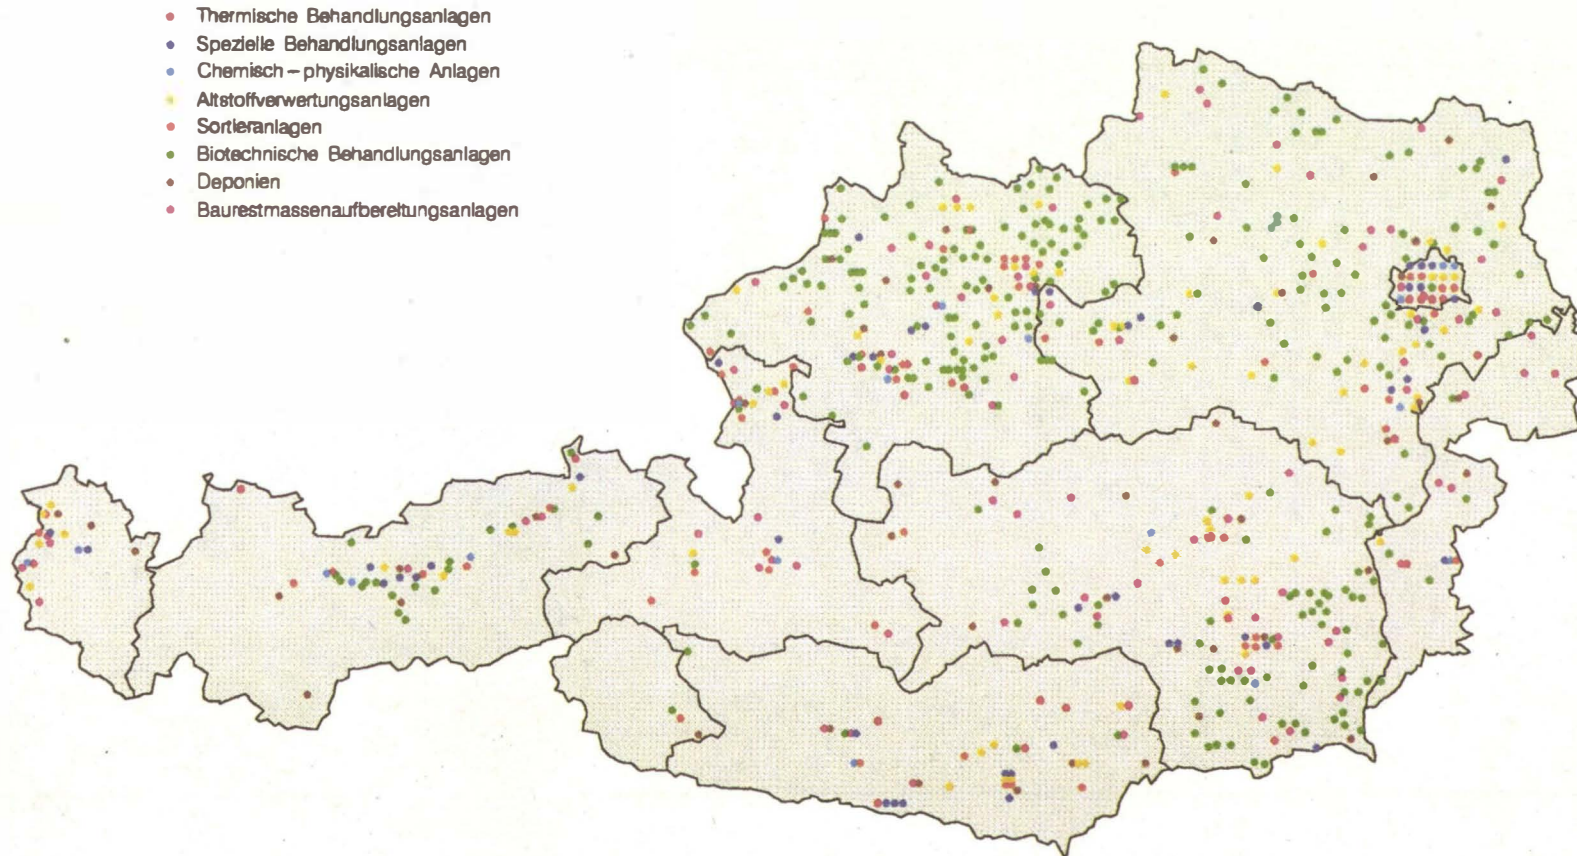 Thermische Behandlungsanlagen
Spezielle Behandlungsanlagen
Chemisch-physikalische Anlagen
Altstoffverwertungsanlagen
Sortieranlagen
Biotechnische Behandlungsanlagen
Deponien
Baurestmassenaufbereitungsanlagen